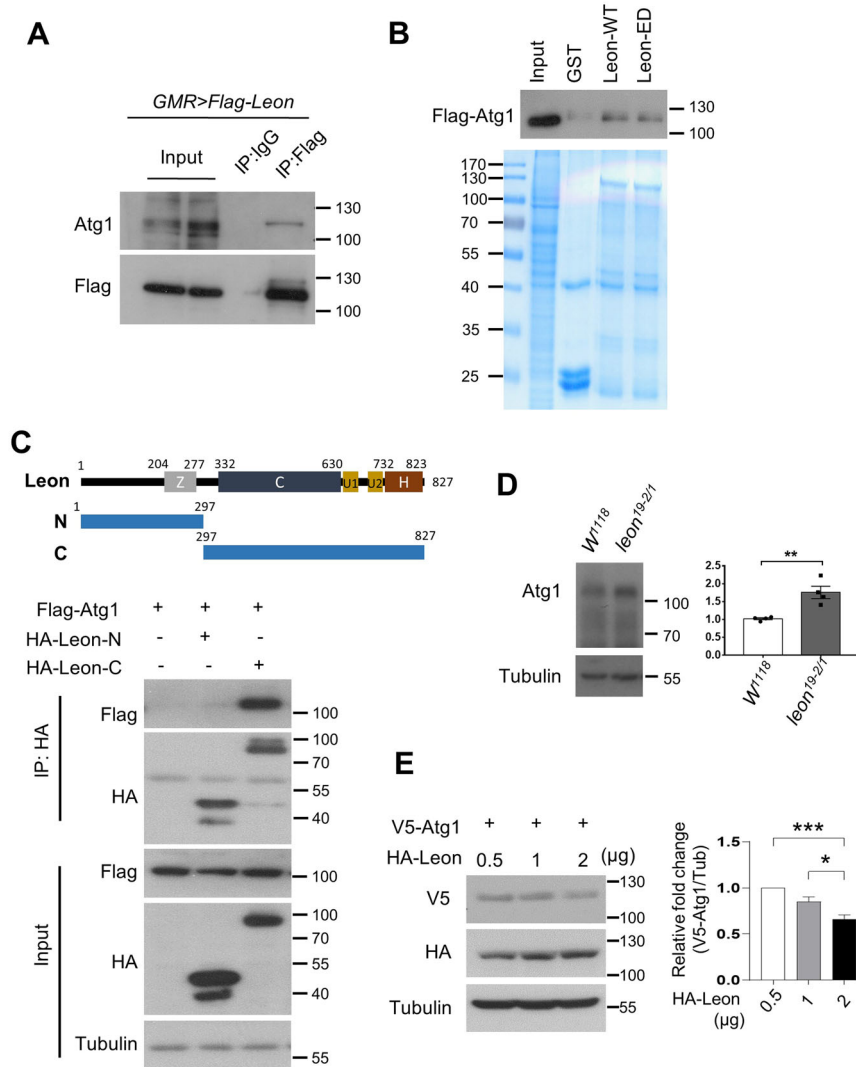 A
GMR>Flag-Leon
Input
IP:IgG
IP:Flag
Atg1
130
100
Flag
130
100
B
Input
GST
Leon-WT
Leon-ED
Flag-Atg1
130
100
170
130
100
70
55
40
35
25
C
1 204 277 332 630 732 823
Leon
Z C U1 U2 H
827
1 297
N
297 827
C
Flag-Atg1 + + +
HA-Leon-N - + -
HA-Leon-C - - +
IP: HA
Flag
100
HA
100
70
55
40
Input
Flag
100
HA
100
70
55
40
Tubulin
55
D
W1118
leon19-2/1
Atg1
100
70
Tubulin
55
**
2.5
2.0
1.5
1.0
0.5
0.0
W1118
leon19-2/1
E
V5-Atg1 + + +
HA-Leon 0.5 1 2 (µg)
V5
130
100
HA
130
100
Tubulin
55
Relative fold change
(V5-Atg1/Tub)
***
*
1.5
1.0
0.5
0.0
HA-Leon 0.5 1 2
(µg)